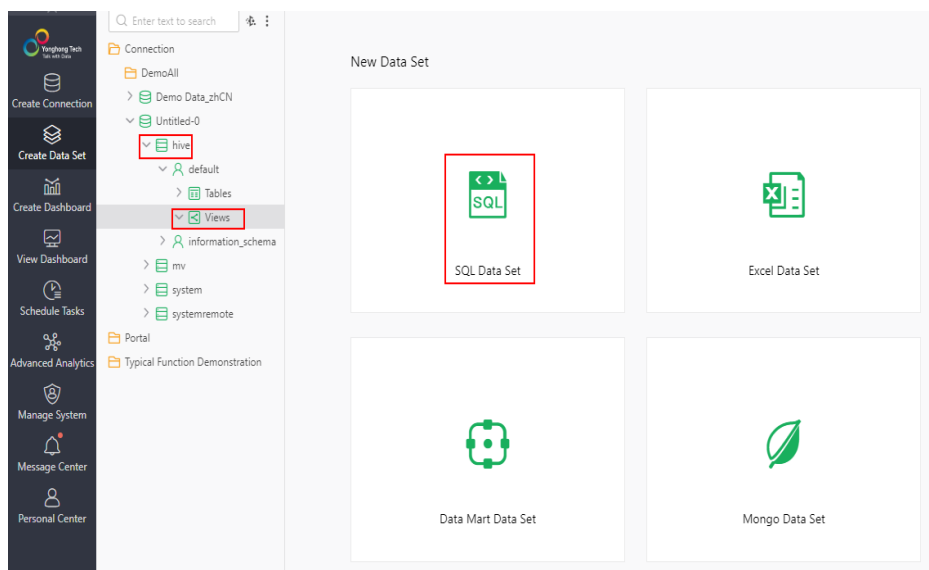 Yonghong Tech
Talk with Data
Create Connection
Create Data Set
Create Dashboard
View Dashboard
Schedule Tasks
Advanced Analytics
Manage System
Message Center
Personal Center
Enter text to search
Connection
DemoAll
Demo Data_zhCN
Untitled-0
hive
default
Tables
Views
information_schema
mv
system
systemremote
Portal
Typical Function Demonstration
New Data Set
SQL
SQL Data Set
Excel Data Set
Data Mart Data Set
Mongo Data Set